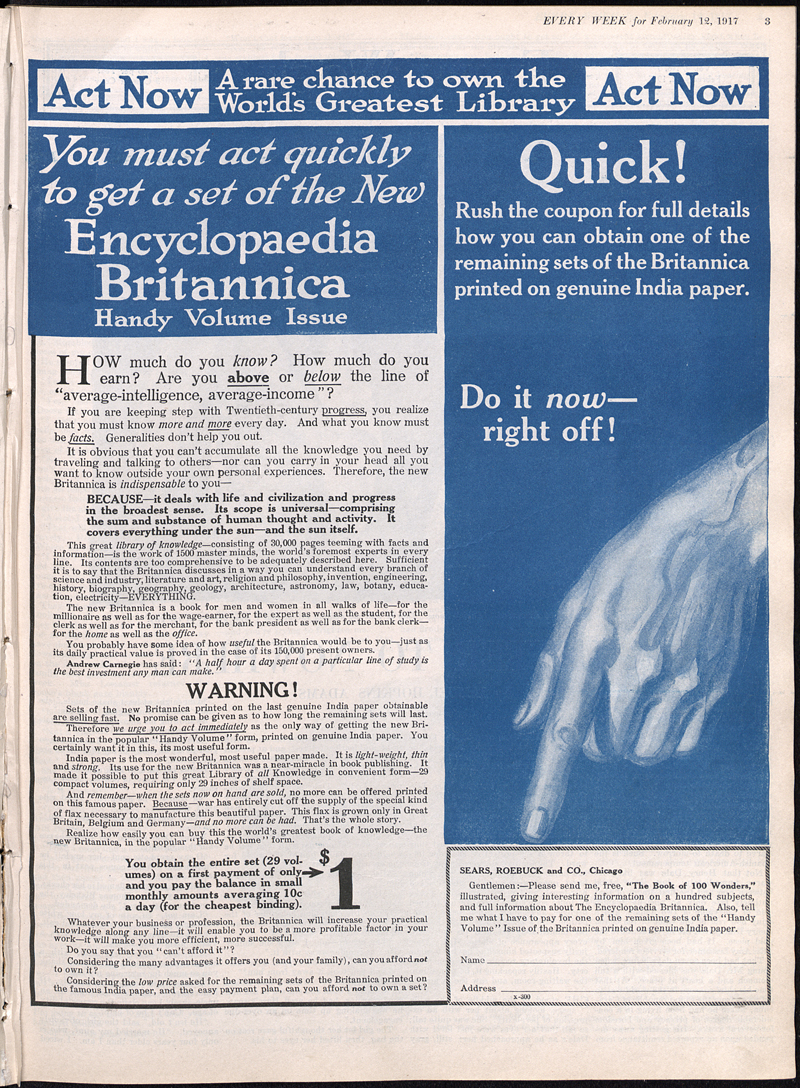 EVERY WEEK for February 12, 1917 3
Act Now
A rare chance to own the
World's Greatest Library
Act Now
You must act quickly
to get a set of the New
Encyclopaedia
Britannica
Handy Volume Issue
HOW much do you know? How much do you
earn? Are you above or below the line of
"average-intelligence, average-income"?
If you are keeping step with Twentieth-century progress, you realize
that you must know more and more every day. And what you know must
be facts. Generalities don't help you out.
It is obvious that you can't accumulate all the knowledge you need by
traveling and talking to others—nor can you carry in your head all you
want to know outside your own personal experiences. Therefore, the new
Britannica is indispensable to you—
BECAUSE—it deals with life and civilization and progress
in the broadest sense. Its scope is universal—comprising
the sum and substance of human thought and activity. It
covers everything under the sun—and the sun itself.
This great library of knowledge—consisting of 30,000 pages teeming with facts and
information—is the work of 1500 master minds, the world's foremost experts in every
line. Its contents are too comprehensive to be adequately described here. Sufficient
it is to say that the Britannica discusses in a way you can understand every branch of
science and industry, literature and art, religion and philosophy, invention, engineering,
history, biography, geography, geology, architecture, astronomy, law, botany, educa-
tion, electricity—EVERYTHING.
The new Britannica is a book for men and women in all walks of life—for the
millionaire as well as for the wage-earner, for the expert as well as the student, for the
clerk as well as for the merchant, for the bank president as well as for the bank clerk—
for the home as well as the office.
You probably have some idea of how useful the Britannica would be to you—just as
its daily practical value is proved in the case of its 150,000 present owners.
Andrew Carnegie has said: "A half hour a day spent on a particular line of study is
the best investment any man can make."
WARNING!
Sets of the new Britannica printed on the last genuine India paper obtainable
are selling fast. No promise can be given as to how long the remaining sets will last.
Therefore we urge you to act immediately as the only way of getting the new Bri-
tannica in the popular "Handy Volume" form, printed on genuine India paper. You
certainly want it in this, its most useful form.
India paper is the most wonderful, most useful paper made. It is light-weight, thin
and strong. Its use for the new Britannica was a near-miracle in book publishing. It
made it possible to put this great Library of all Knowledge in convenient form—29
compact volumes, requiring only 29 inches of shelf space.
And remember—when the sets now on hand are sold, no more can be offered printed
on this famous paper. Because—war has entirely cut off the supply of the special kind
of flax necessary to manufacture this beautiful paper. This flax is grown only in Great
Britain, Belgium and Germany—and no more can be had. That's the whole story.
Realize how easily you can buy this the world's greatest book of knowledge—the
new Britannica, in the popular "Handy Volume" form.
You obtain the entire set (29 vol-
umes) on a first payment of only
and you pay the balance in small
monthly amounts averaging 10c
a day (for the cheapest binding).
$1
Whatever your business or profession, the Britannica will increase your practical
knowledge along any line—it will enable you to be a more profitable factor in your
work—it will make you more efficient, more successful.
Do you say that you "can't afford it"?
Considering the many advantages it offers you (and your family), can you afford not
to own it?
Considering the low price asked for the remaining sets of the Britannica printed on
the famous India paper, and the easy payment plan, can you afford not to own a set?
Quick!
Rush the coupon for full details
how you can obtain one of the
remaining sets of the Britannica
printed on genuine India paper.
Do it now—
right off!
SEARS, ROEBUCK and CO., Chicago
Gentlemen:—Please send me, free, "The Book of 100 Wonders,"
illustrated, giving interesting information on a hundred subjects,
and full information about The Encyclopaedia Britannica. Also, tell
me what I have to pay for one of the remaining sets of the "Handy
Volume" Issue of the Britannica printed on genuine India paper.
Name
Address
x-300